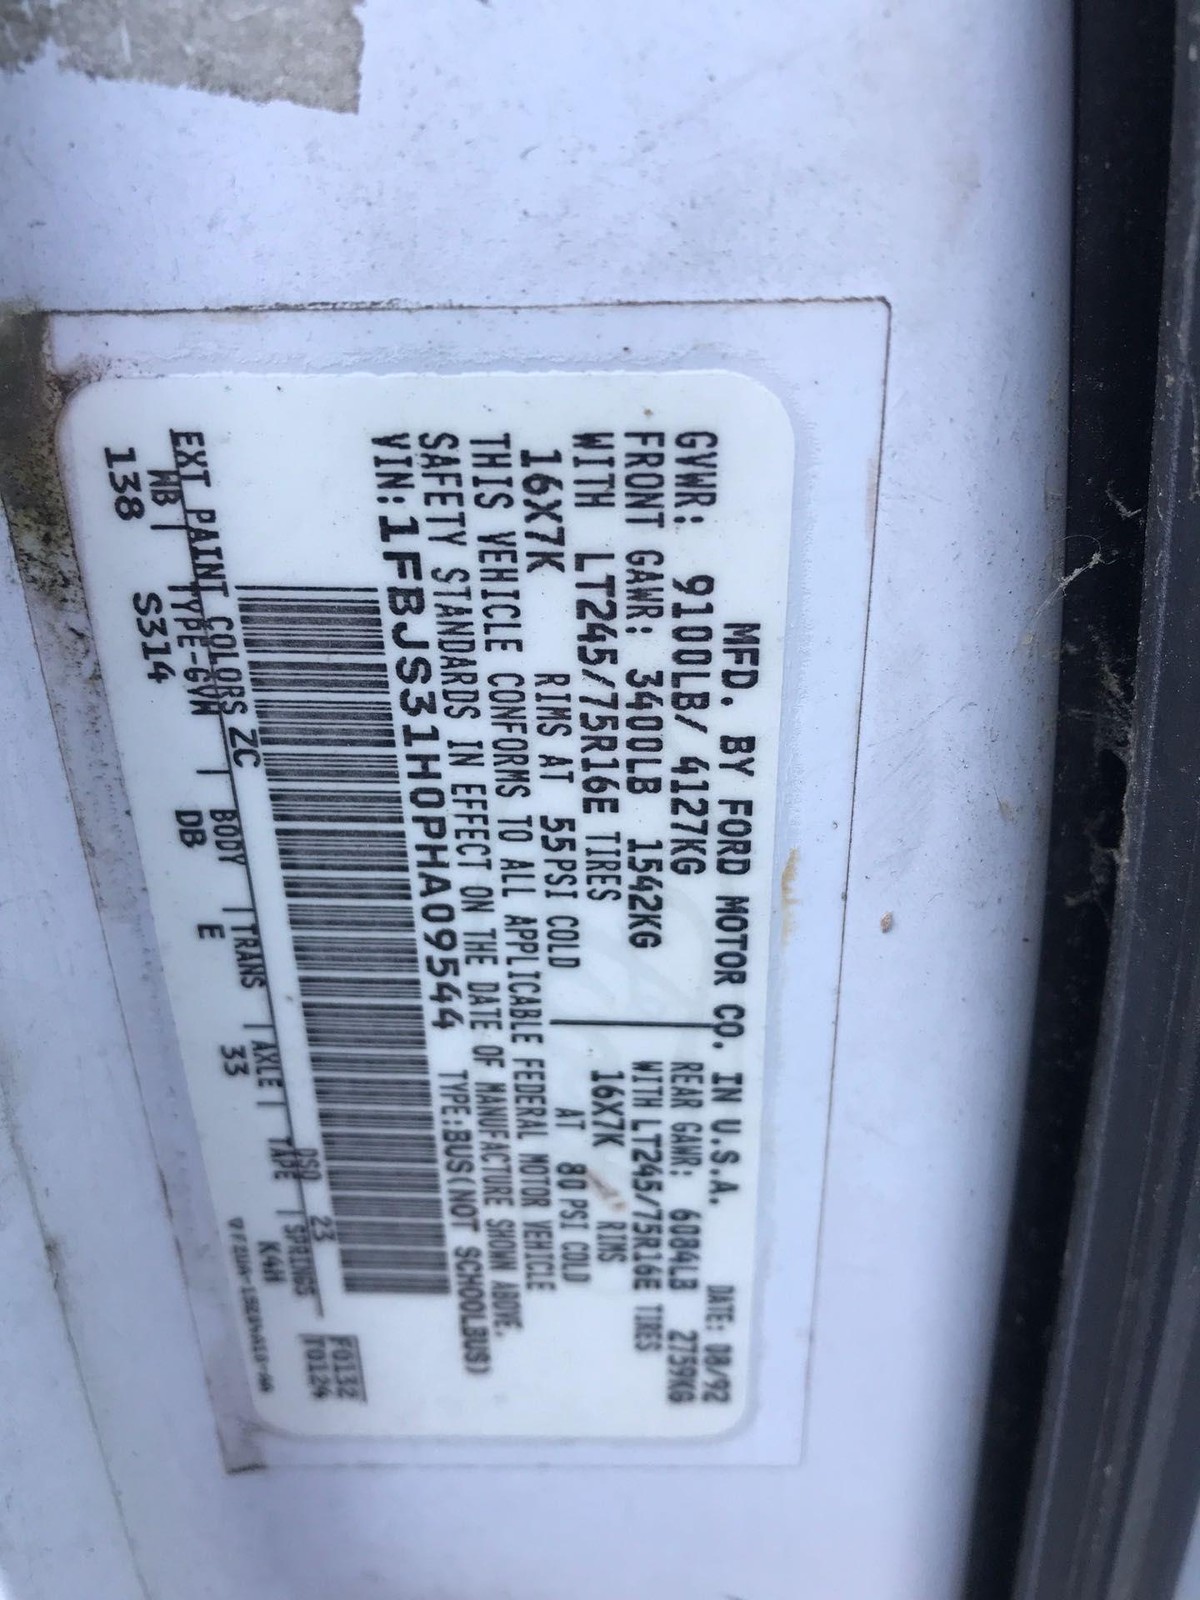 MFD. BY FORD MOTOR CO. IN U.S.A.
DATE: 08/92
GVWR: 9100LB/ 4127KG
FRONT GAWR: 3400LB 1542KG
REAR GAWR: 6084LB 2759KG
WITH LT245/75R16E TIRES
WITH LT245/75R16E TIRES
16X7K RIMS AT 55PSI COLD
16X7K RIMS
AT 80 PSI COLD
THIS VEHICLE CONFORMS TO ALL APPLICABLE FEDERAL MOTOR VEHICLE
SAFETY STANDARDS IN EFFECT ON THE DATE OF MANUFACTURE SHOWN ABOVE.
VIN: 1FBJS31H0PHA09544 TYPE: BUS(NOT SCHOOLBUS)
F0132
T0124
EXT PAINT COLORS ZC DSO 23
WB | TYPE-GVW | BODY | TRANS | AXLE | TAPE | SPRINGS
138 S314 DB E 33 K4H